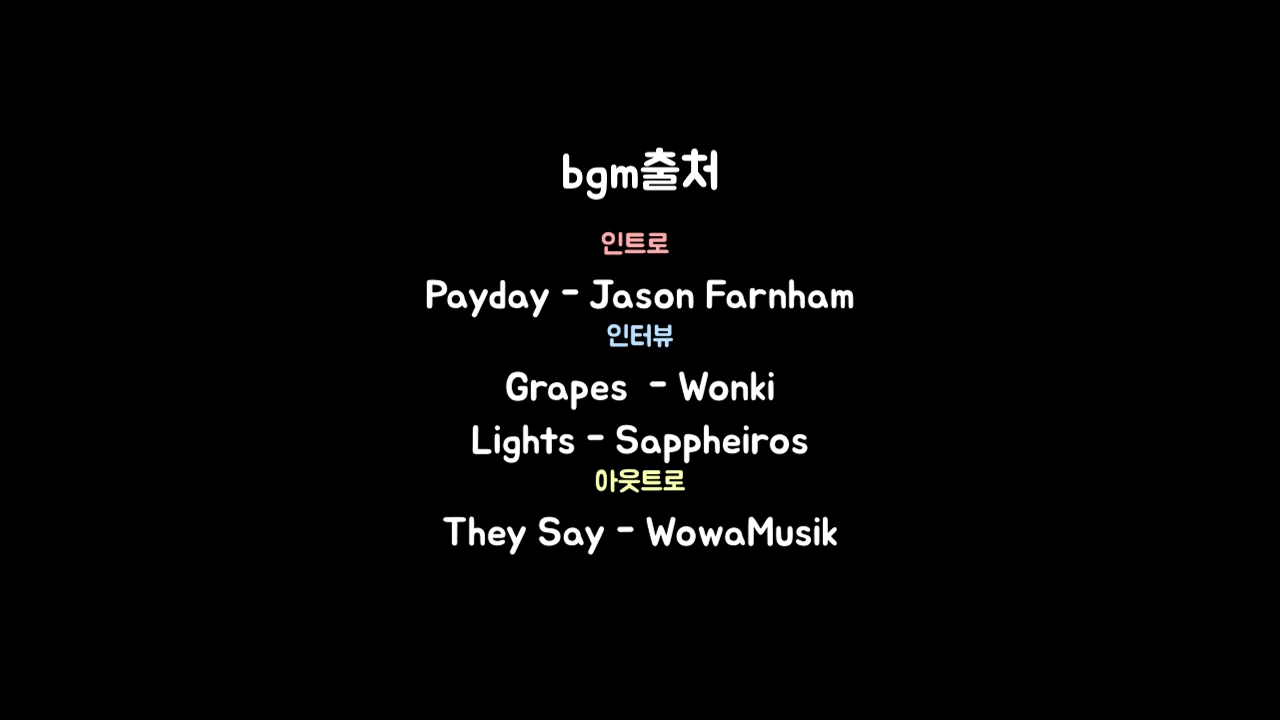 bgm출처
인트로
Payday - Jason Farnham
인터뷰
Grapes  - Wonki
Lights - Sappheiros
아웃트로
They Say - WowaMusik